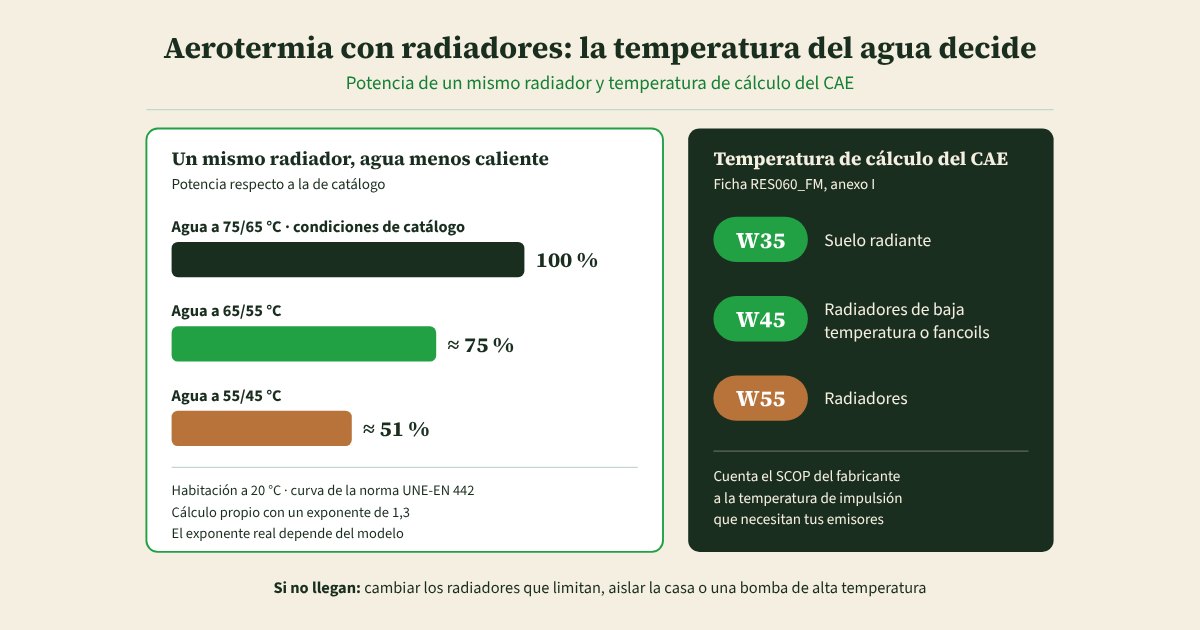 Aerotermia con radiadores: la temperatura del agua decide
Potencia de un mismo radiador y temperatura de cálculo del CAE
Un mismo radiador, agua menos caliente
Potencia respecto a la de catálogo
Agua a 75/65 °C · condiciones de catálogo
100 %
Agua a 65/55 °C
≈ 75 %
Agua a 55/45 °C
≈ 51 %
Habitación a 20 °C · curva de la norma UNE-EN 442
Cálculo propio con un exponente de 1,3
El exponente real depende del modelo
Temperatura de cálculo del CAE
Ficha RES060_FM, anexo I
W35
Suelo radiante
W45
Radiadores de baja
temperatura o fancoils
W55
Radiadores
Cuenta el SCOP del fabricante
a la temperatura de impulsión
que necesitan tus emisores
Si no llegan: cambiar los radiadores que limitan, aislar la casa o una bomba de alta temperatura